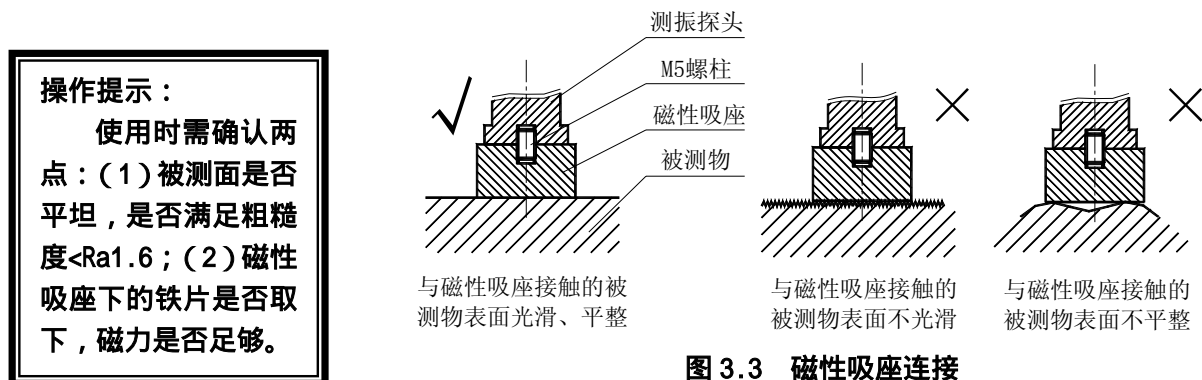 操作提示：
使用时需确认两
点：（1）被测面是否
平坦，是否满足粗糙
度<Ra1.6；（2）磁性
吸座下的铁片是否取
下，磁力是否足够。
测振探头
M5螺柱
磁性吸座
被测物
与磁性吸座接触的被
测物表面光滑、平整
与磁性吸座接触的
被测物表面不光滑
与磁性吸座接触的
被测物表面不平整
图 3.3 磁性吸座连接